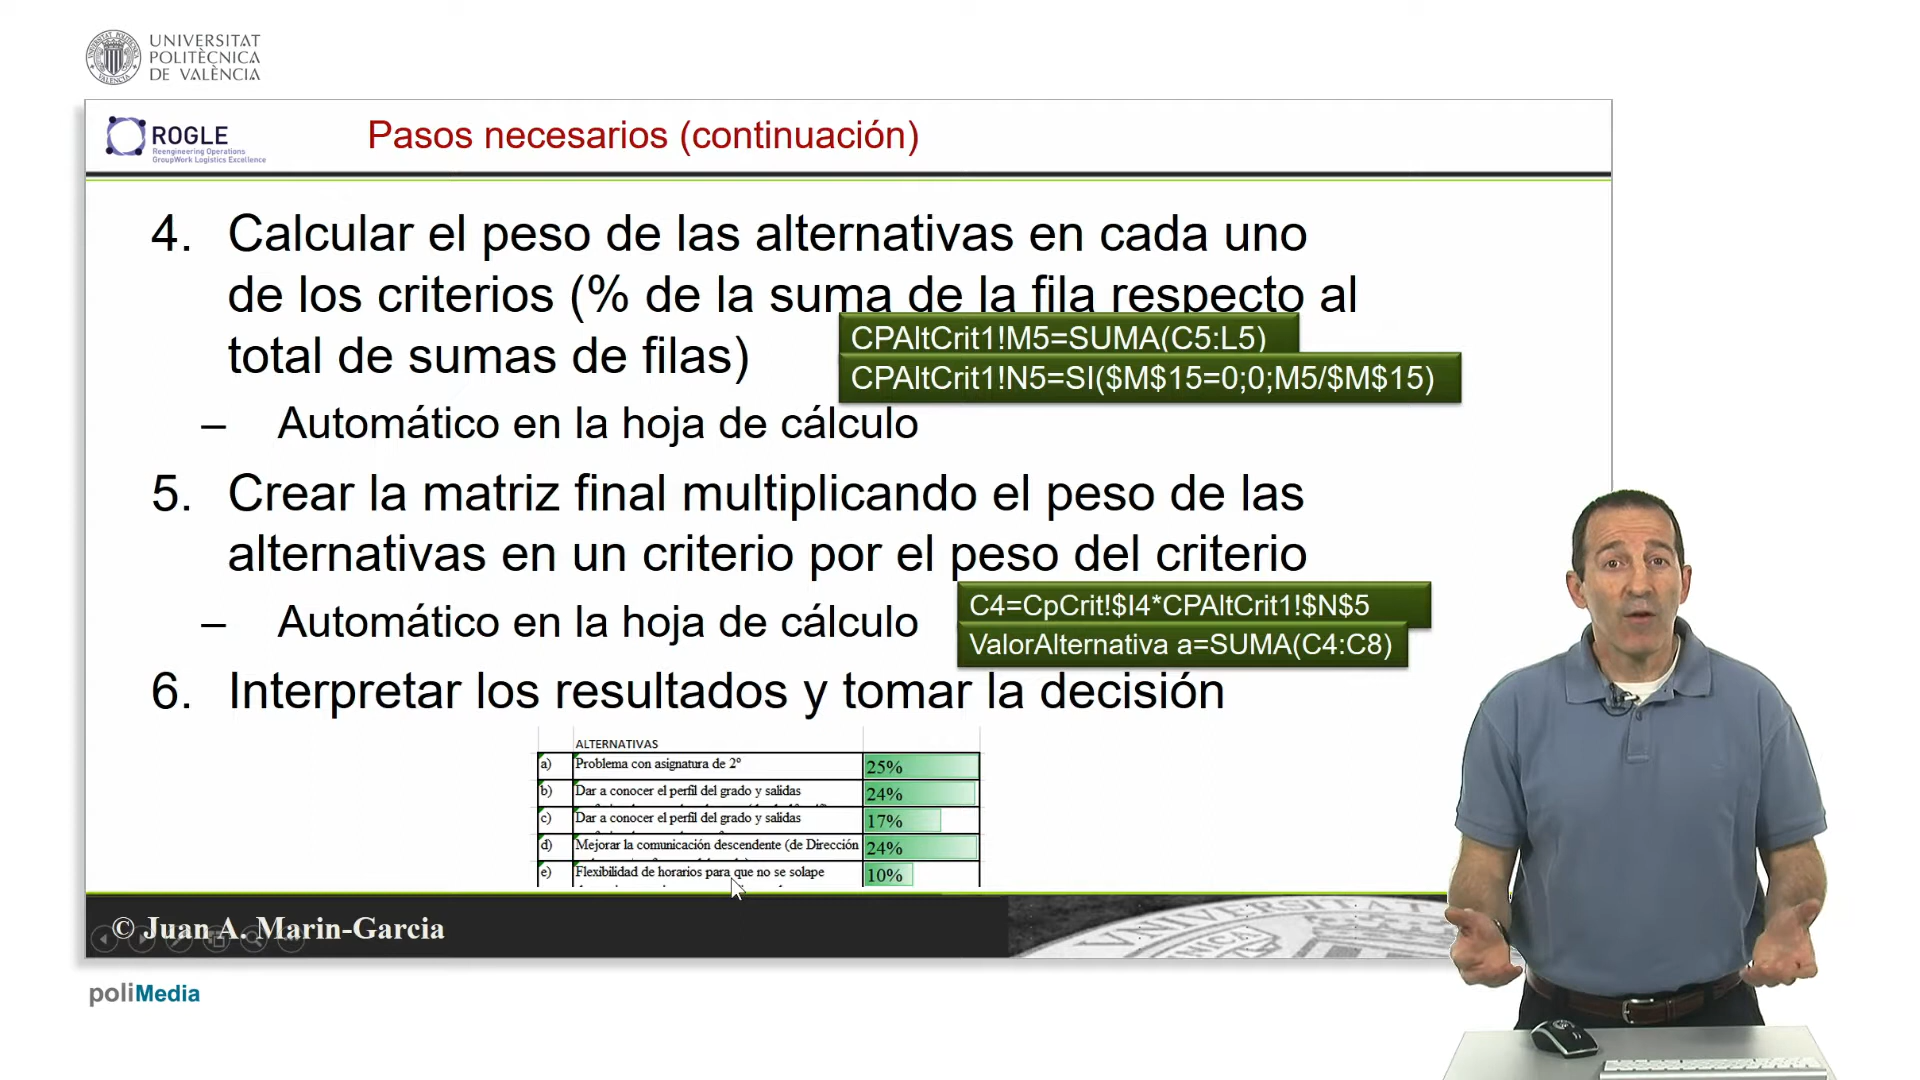 UNIVERSITAT
POLITÈCNICA
DE VALÈNCIA
ROGLE
Reengineering Operations
GroupWork Logistics Excellence
Pasos necesarios (continuación)
4. Calcular el peso de las alternativas en cada uno
de los criterios (% de la suma de la fila respecto al
total de sumas de filas)
CPAltCrit1!M5=SUMA(C5:L5)
CPAltCrit1!N5=SI($M$15=0;0;M5/$M$15)
– Automático en la hoja de cálculo
5. Crear la matriz final multiplicando el peso de las
alternativas en un criterio por el peso del criterio
C4=CpCrit!$I4*CPAltCrit1!$N$5
– Automático en la hoja de cálculo
ValorAlternativa a=SUMA(C4:C8)
6. Interpretar los resultados y tomar la decisión
ALTERNATIVAS
a) Problema con asignatura de 2º 25%
b) Dar a conocer el perfil del grado y salidas 24%
c) Dar a conocer el perfil del grado y salidas 17%
d) Mejorar la comunicación descendente (de Dirección 24%
e) Flexibilidad de horarios para que no se solape 10%
© Juan A. Marin-Garcia
poliMedia